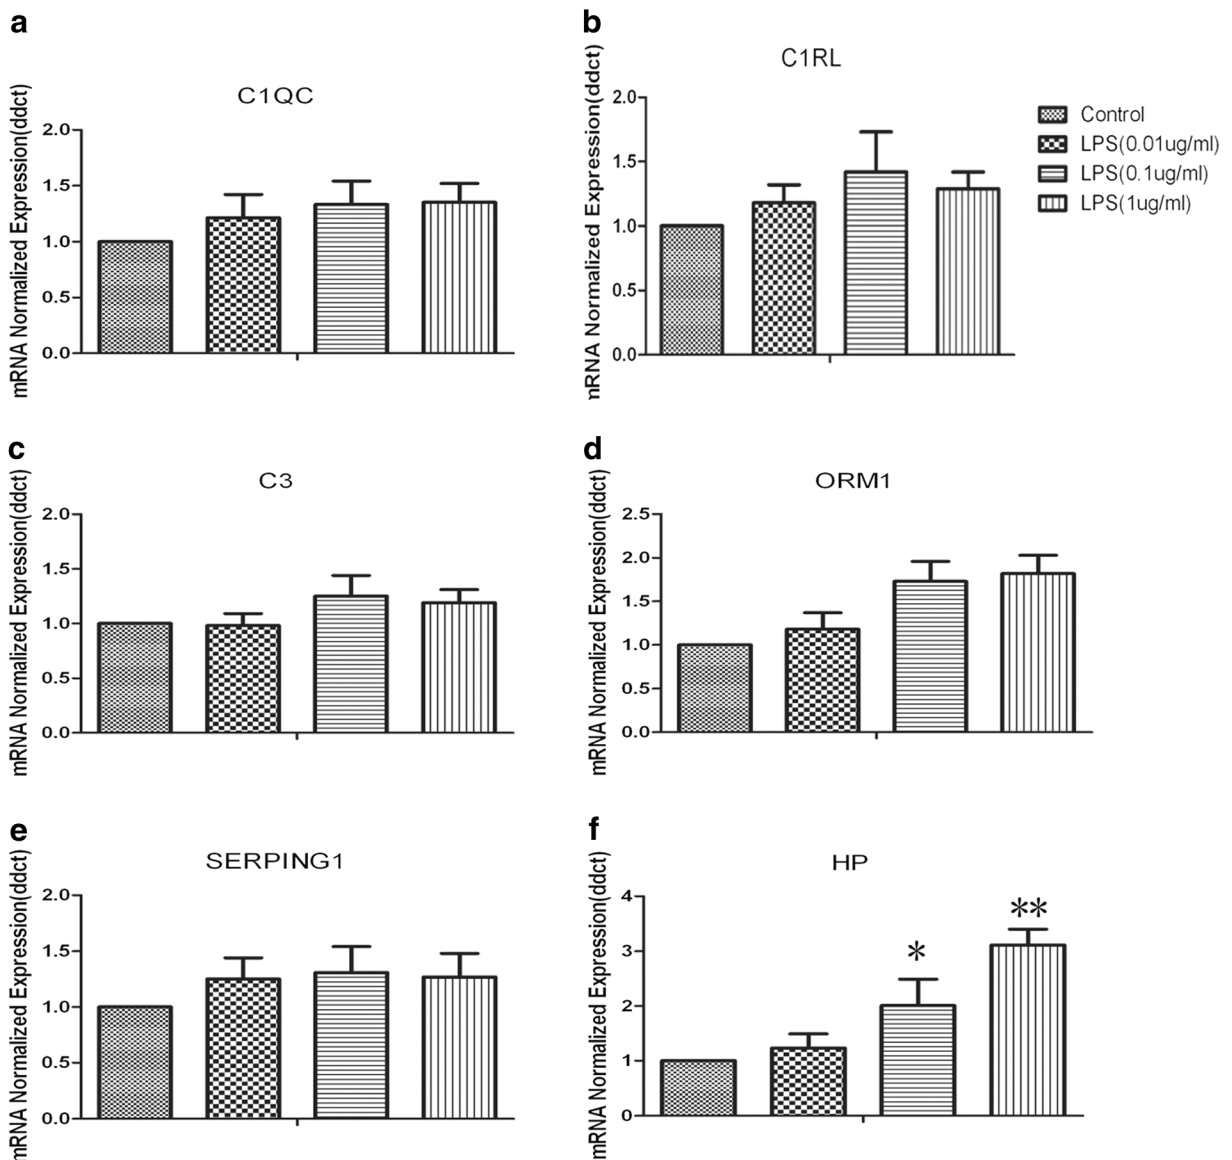 a
C1QC
mRNA Normalized Expression(ddct)
2.0
1.5
1.0
0.5
0.0
b
C1RL
mRNA Normalized Expression(ddct)
2.0
1.5
1.0
0.5
0.0
Control
LPS(0.01ug/ml)
LPS(0.1ug/ml)
LPS(1ug/ml)
c
C3
mRNA Normalized Expression(ddct)
2.0
1.5
1.0
0.5
0.0
d
ORM1
mRNA Normalized Expression(ddct)
2.5
2.0
1.5
1.0
0.5
0.0
e
SERPING1
mRNA Normalized Expression(ddct)
2.0
1.5
1.0
0.5
0.0
f
HP
mRNA Normalized Expression(ddct)
4
3
2
1
0
*
**